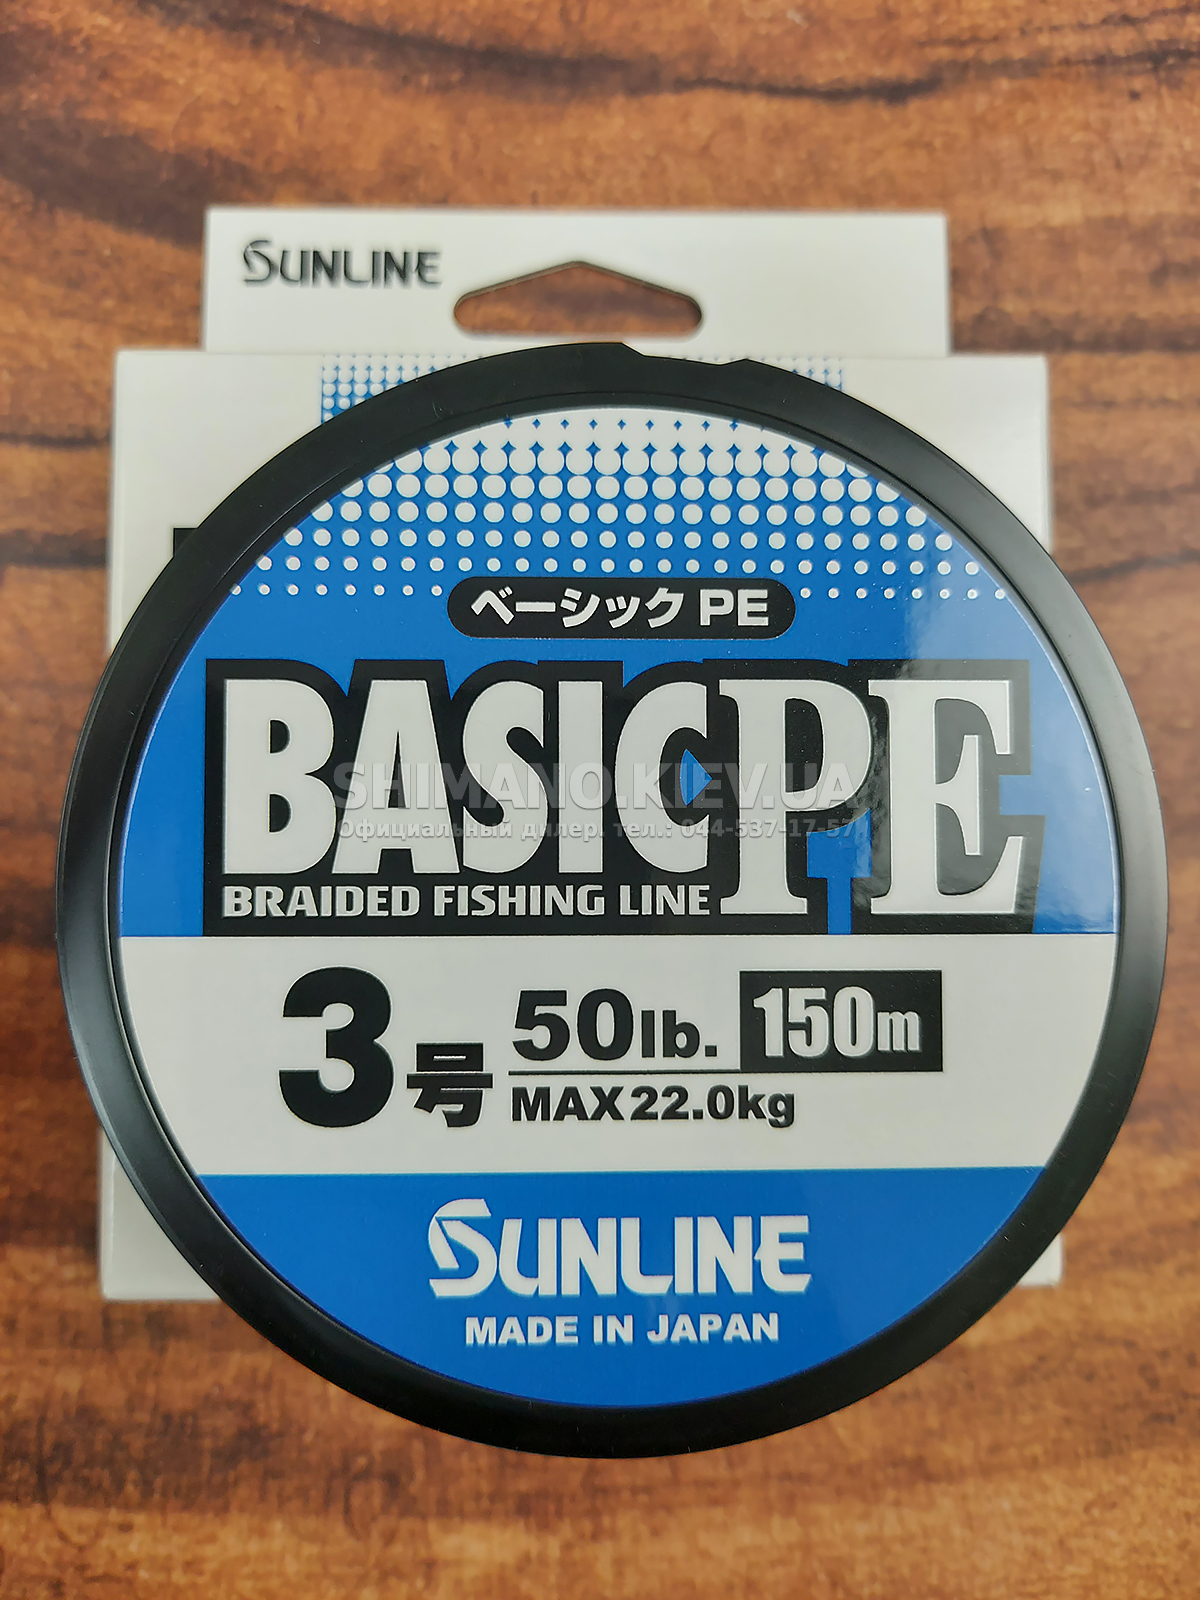 SUNLINE
ベーシック PE
BASIC PE
SHIMANO.KIEV.UA
Официальный дилер. тел.: 044-537-17-57
BRAIDED FISHING LINE
3号 50lb. 150m
MAX 22.0kg
SUNLINE
MADE IN JAPAN